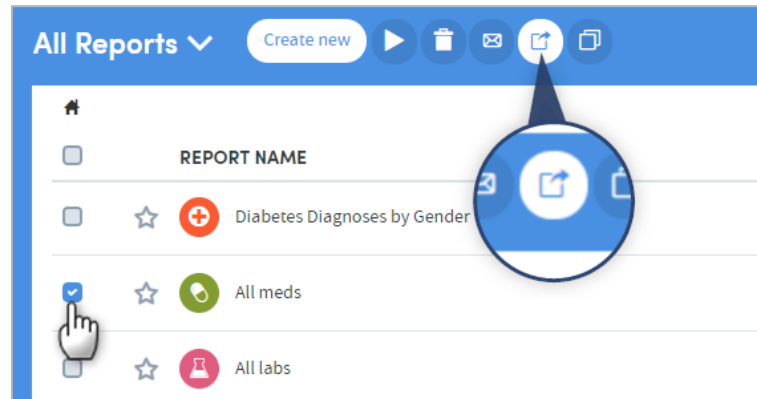 All Reports Create new
REPORT NAME
Diabetes Diagnoses by Gender
All meds
All labs